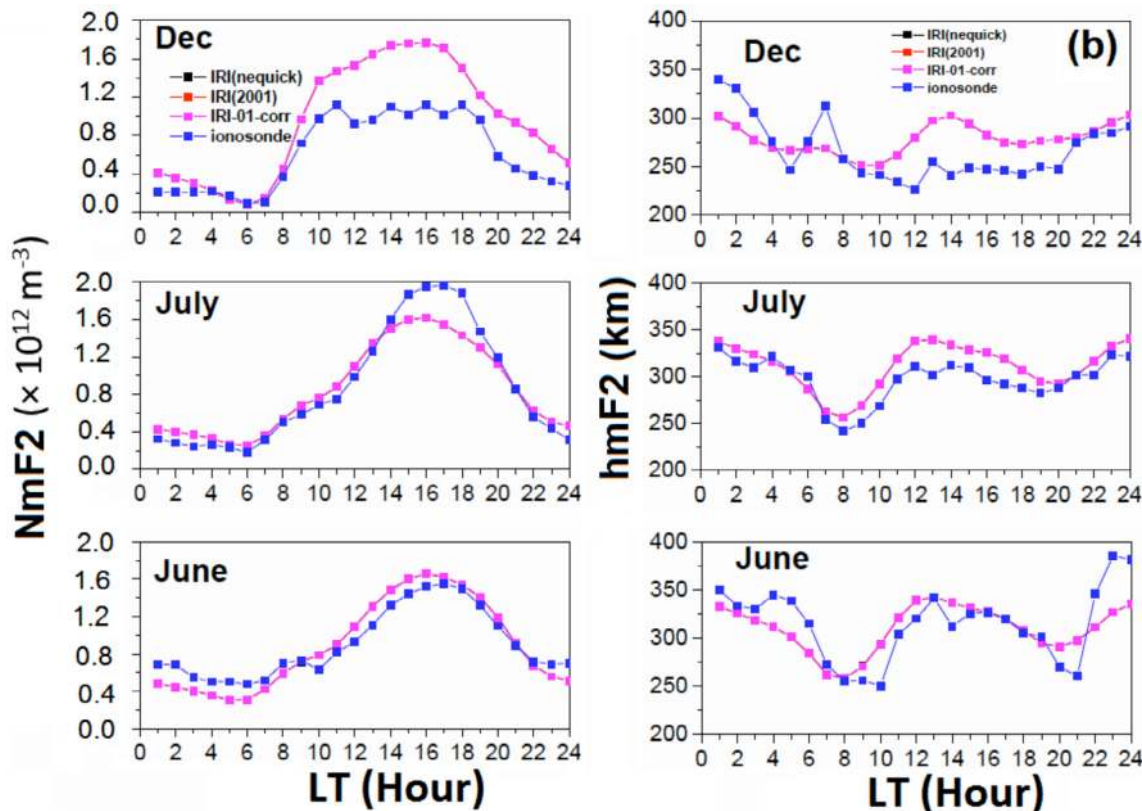 Dec
IRI(nequick)
IRI(2001)
IRI-01-corr
ionosonde
2.0
1.6
1.2
0.8
0.4
0.0
0 2 4 6 8 10 12 14 16 18 20 22 24
July
2.0
1.6
1.2
0.8
0.4
0.0
0 2 4 6 8 10 12 14 16 18 20 22 24
June
2.0
1.6
1.2
0.8
0.4
0.0
0 2 4 6 8 10 12 14 16 18 20 22 24
NmF2 (× 10¹² m⁻³)
LT (Hour)
(b)
Dec
IRI(nequick)
IRI(2001)
IRI-01-corr
ionosonde
400
350
300
250
200
0 2 4 6 8 10 12 14 16 18 20 22 24
July
400
350
300
250
200
0 2 4 6 8 10 12 14 16 18 20 22 24
June
400
350
300
250
200
0 2 4 6 8 10 12 14 16 18 20 22 24
hmF2 (km)
LT (Hour)